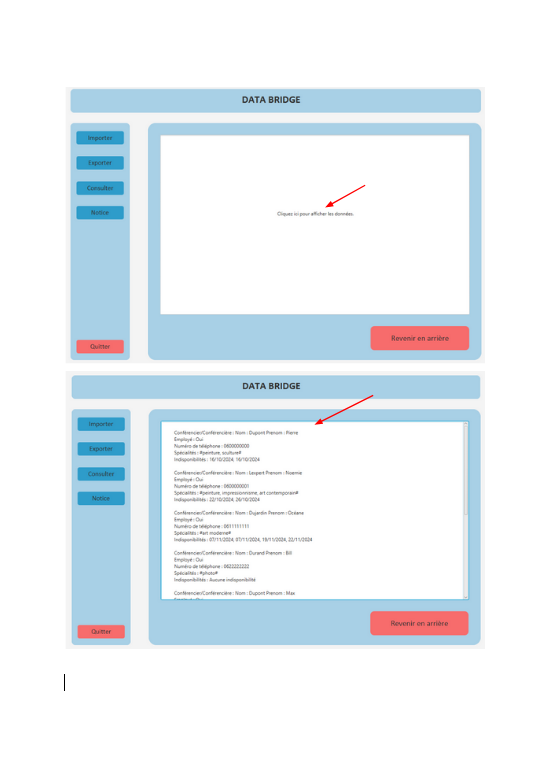 DATA BRIDGE
Importer
Exporter
Consulter
Notice
Cliquez ici pour afficher les données.
Revenir en arrière
Quitter
DATA BRIDGE
Importer
Exporter
Consulter
Notice
Conférencier/Conférencière : Nom : Dupont Prenom : Pierre
Employé : Oui
Numéro de téléphone : 0600000000
Spécialités : #peinture, sculture#
Indisponibilités : 16/10/2024, 18/10/2024
Conférencier/Conférencière : Nom : Lexpert Prenom : Noemie
Employé : Oui
Numéro de téléphone : 0600000001
Spécialités : #peinture, impressionnisme, art contemporain#
Indisponibilités : 22/10/2024, 26/10/2024
Conférencier/Conférencière : Nom : Dujardin Prenom : Océane
Employé : Oui
Numéro de téléphone : 0611111111
Spécialités : #art moderne#
Indisponibilités : 07/11/2024, 07/11/2024, 19/11/2024, 22/11/2024
Conférencier/Conférencière : Nom : Durand Prenom : Bill
Employé : Oui
Numéro de téléphone : 0622222222
Spécialités : #photo#
Indisponibilités : Aucune indisponibilité
Conférencier/Conférencière : Nom : Dupont Prenom : Max
Revenir en arrière
Quitter